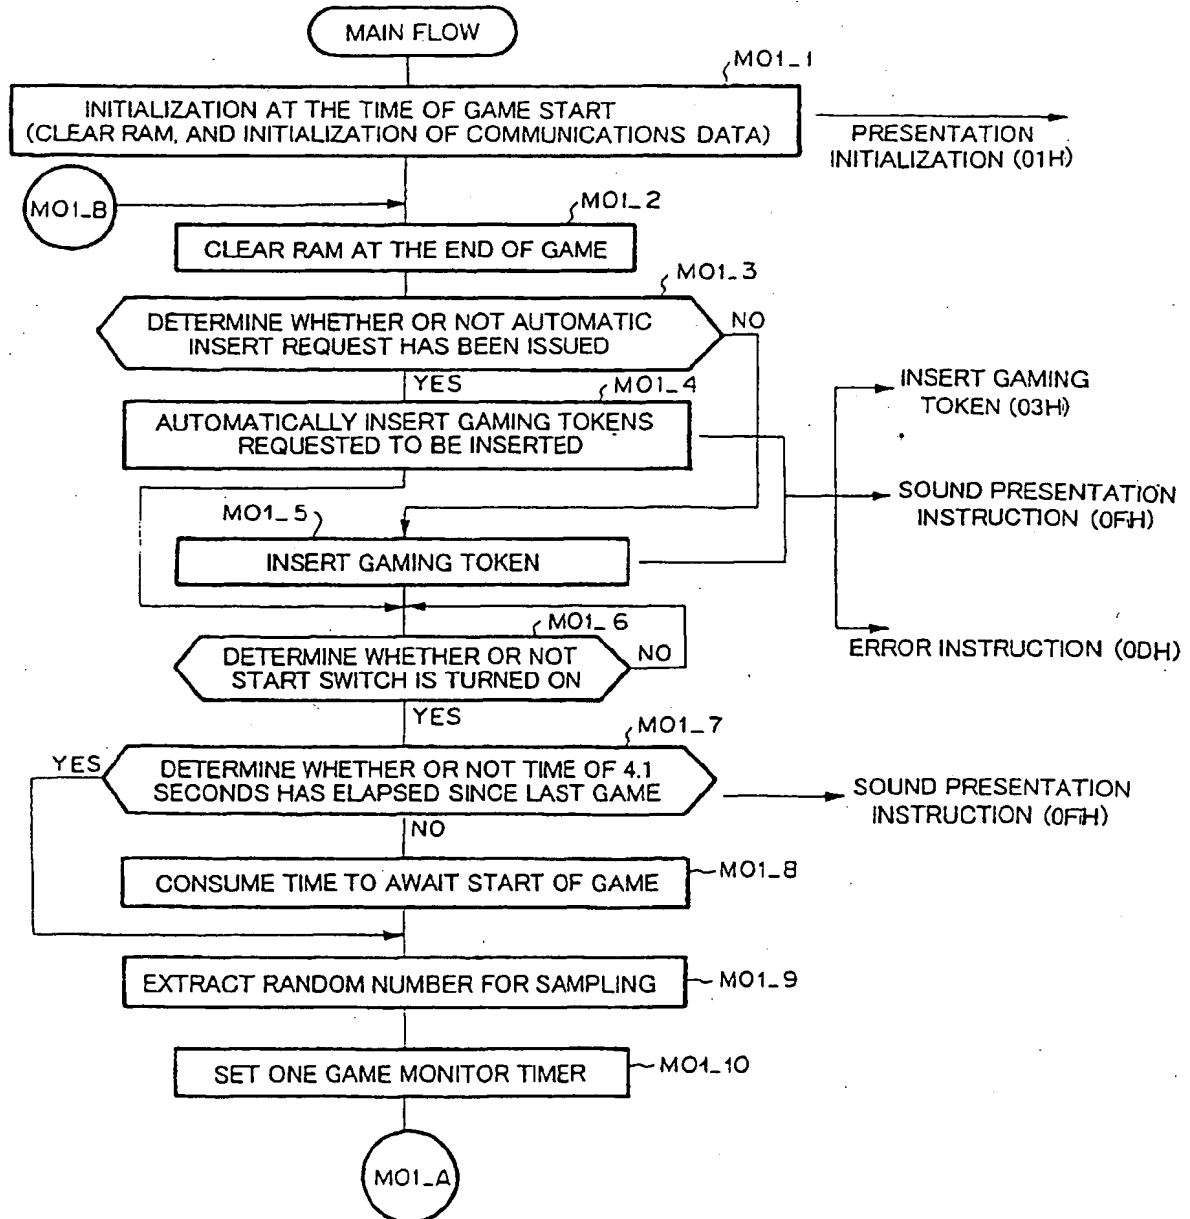 MAIN FLOW
M01_1
INITIALIZATION AT THE TIME OF GAME START
(CLEAR RAM, AND INITIALIZATION OF COMMUNICATIONS DATA)
PRESENTATION
INITIALIZATION (01H)
M01_B
M01_2
CLEAR RAM AT THE END OF GAME
M01_3
DETERMINE WHETHER OR NOT AUTOMATIC
INSERT REQUEST HAS BEEN ISSUED
NO
YES
M01_4
AUTOMATICALLY INSERT GAMING TOKENS
REQUESTED TO BE INSERTED
INSERT GAMING
TOKEN (03H)
SOUND PRESENTATION
INSTRUCTION (0FH)
M01_5
INSERT GAMING TOKEN
ERROR INSTRUCTION (0DH)
M01_6
DETERMINE WHETHER OR NOT
START SWITCH IS TURNED ON
NO
YES
M01_7
YES
DETERMINE WHETHER OR NOT TIME OF 4.1
SECONDS HAS ELAPSED SINCE LAST GAME
SOUND PRESENTATION
INSTRUCTION (0FH)
NO
CONSUME TIME TO AWAIT START OF GAME
M01_8
EXTRACT RANDOM NUMBER FOR SAMPLING
M01_9
SET ONE GAME MONITOR TIMER
M01_10
M01_A